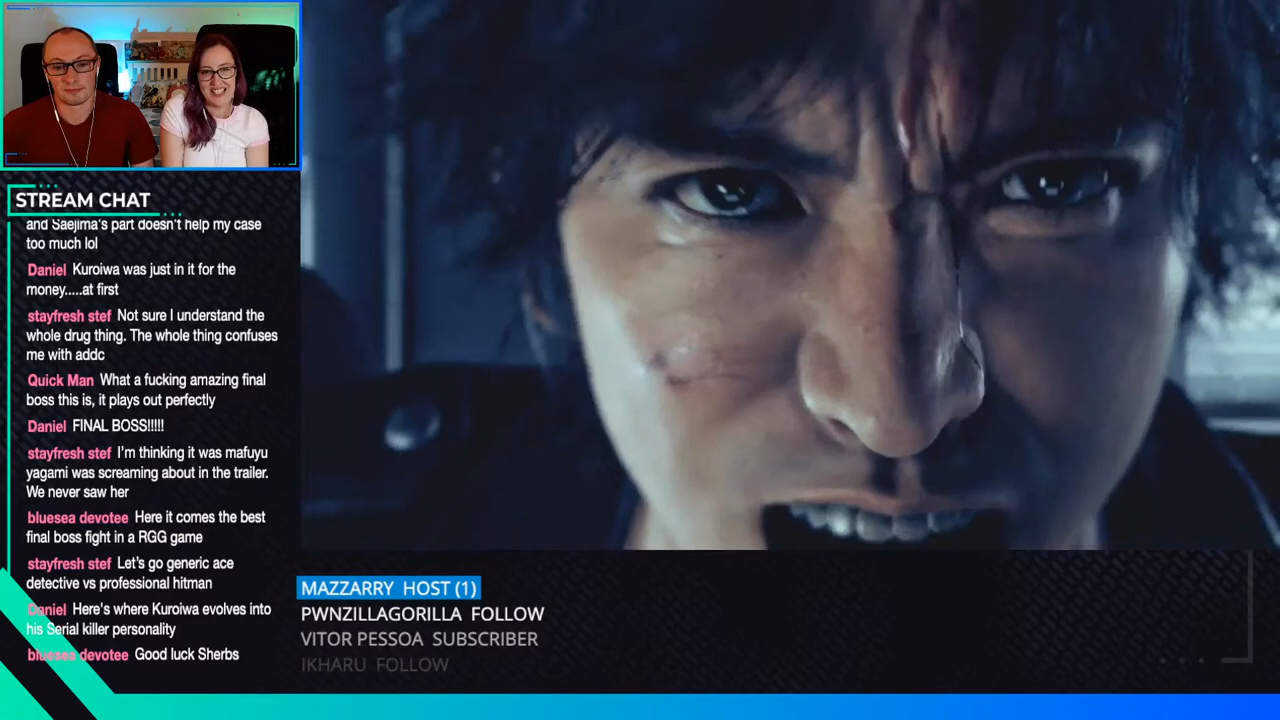 STREAM CHAT
and Saejima's part doesn't help my case
too much lol
Daniel Kuroiwa was just in it for the
money.....at first
stayfresh stef Not sure I understand the
whole drug thing. The whole thing confuses
me with addc
Quick Man What a fucking amazing final
boss this is, it plays out perfectly
Daniel FINAL BOSS!!!!!
stayfresh stef I'm thinking it was mafuyu
yagami was screaming about in the trailer.
We never saw her
bluesea devotee Here it comes the best
final boss fight in a RGG game
stayfresh stef Let's go generic ace
detective vs professional hitman
Daniel Here's where Kuroiwa evolves into
his Serial killer personality
bluesea devotee Good luck Sherbs
MAZZARRY HOST (1)
PWNZILLAGORILLA FOLLOW
VITOR PESSOA SUBSCRIBER
IKHARU FOLLOW